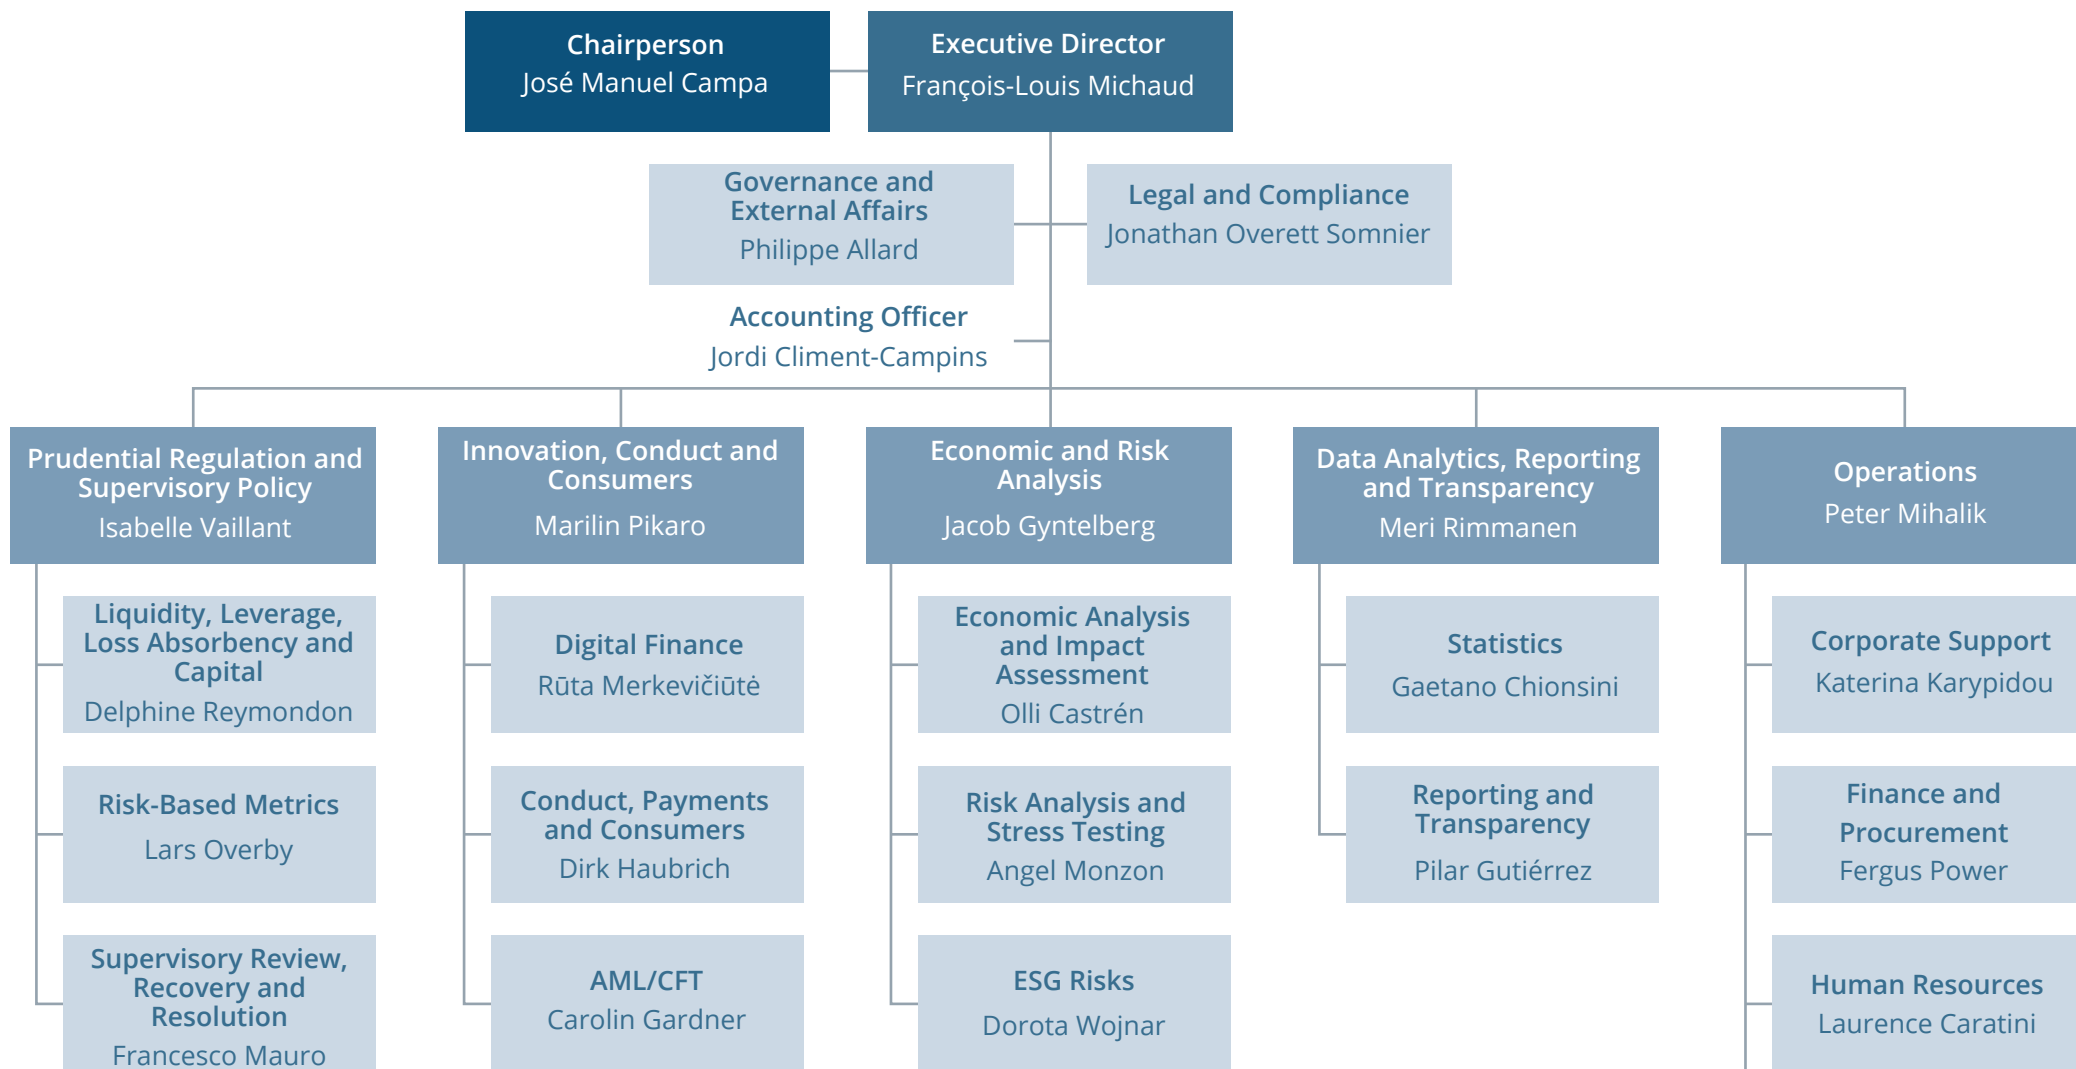 Chairperson
José Manuel Campa
Executive Director
François-Louis Michaud
Governance and
External Affairs
Philippe Allard
Legal and Compliance
Jonathan Overett Somnier
Accounting Officer
Jordi Climent-Campins
Prudential Regulation and
Supervisory Policy
Isabelle Vaillant
Liquidity, Leverage,
Loss Absorbency and
Capital
Delphine Reymondon
Risk-Based Metrics
Lars Overby
Supervisory Review,
Recovery and
Resolution
Francesco Mauro
Innovation, Conduct and
Consumers
Marilin Pikaro
Digital Finance
Rūta Merkevičiūtė
Conduct, Payments
and Consumers
Dirk Haubrich
AML/CFT
Carolin Gardner
Economic and Risk
Analysis
Jacob Gyntelberg
Economic Analysis
and Impact
Assessment
Olli Castrén
Risk Analysis and
Stress Testing
Angel Monzon
ESG Risks
Dorota Wojnar
Data Analytics, Reporting
and Transparency
Meri Rimmanen
Statistics
Gaetano Chionsini
Reporting and
Transparency
Pilar Gutiérrez
Operations
Peter Mihalik
Corporate Support
Katerina Karypidou
Finance and
Procurement
Fergus Power
Human Resources
Laurence Caratini